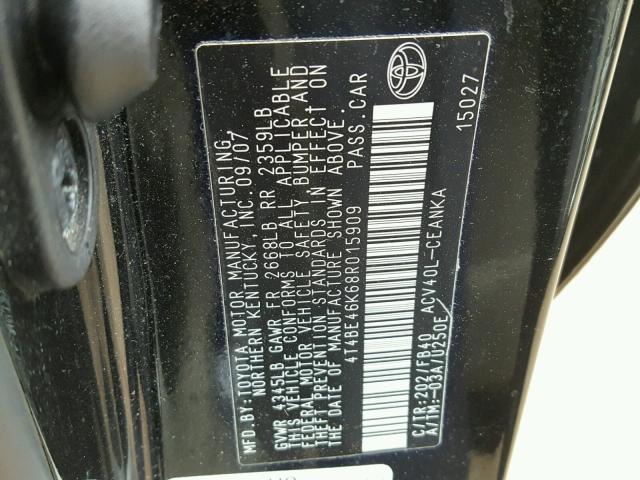 MFD.BY:TOYOTA MOTOR MANUFACTURING,
NORTHERN KENTUCKY, INC. 09/07
GVWR 4345LB GAWR FR 2668LB RR 2359LB
THIS VEHICLE CONFORMS TO ALL APPLICABLE
FEDERAL MOTOR VEHICLE SAFETY, BUMPER, AND
THEFT PREVENTION STANDARDS IN EFFECT ON
THE DATE OF MANUFACTURE SHOWN ABOVE.
4T4BE46K68R015909 PASS.CAR
C/TR:202/FB40 ACV40L-CEANKA
A/TM:-03A/U250E
15027